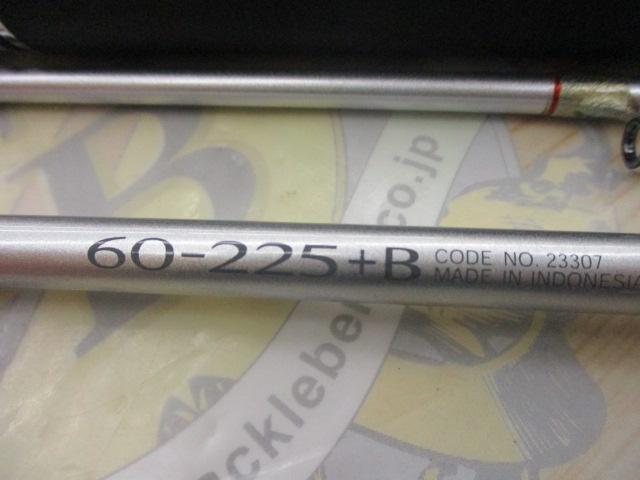 60-225+B
CODE NO. 23307
MADE IN INDONESIA
co.jp
ckleber
B